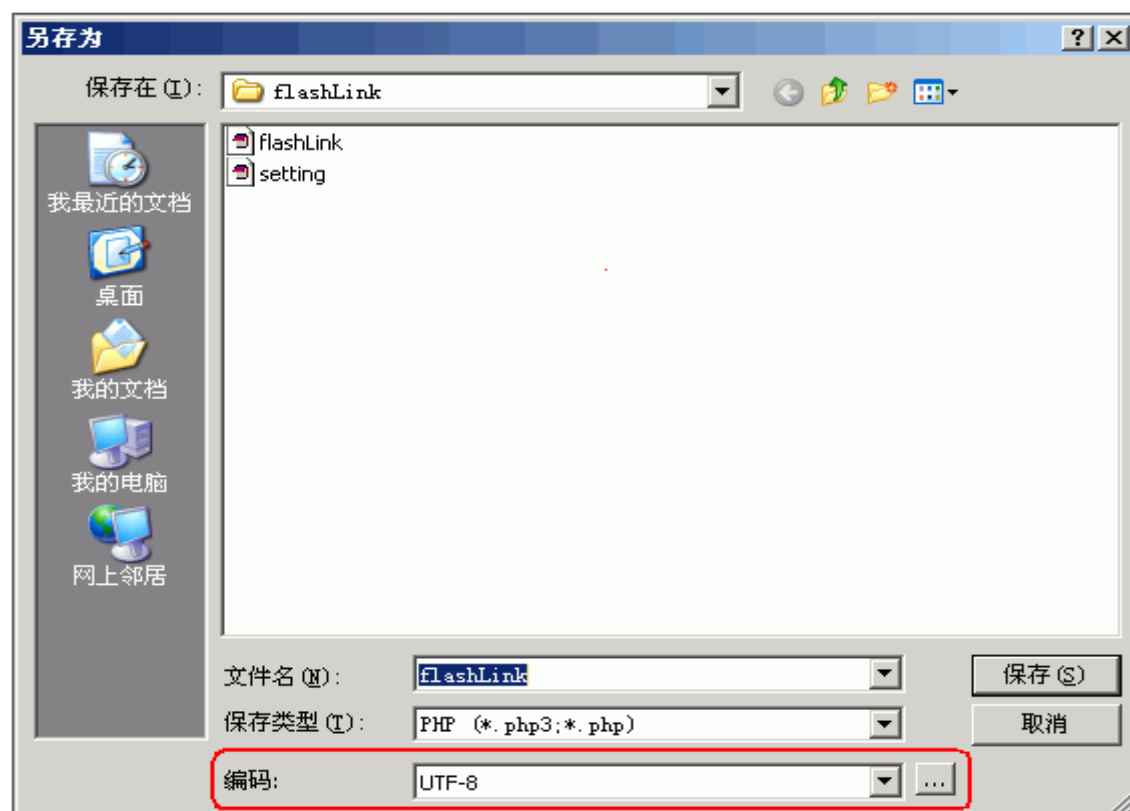 另存为
保存在(I):
flashLink
我最近的文档
桌面
我的文档
我的电脑
网上邻居
flashLink
setting
文件名(N):
flashLink
保存(S)
保存类型(T):
PHP (*.php3;*.php)
取消
编码:
UTF-8
...